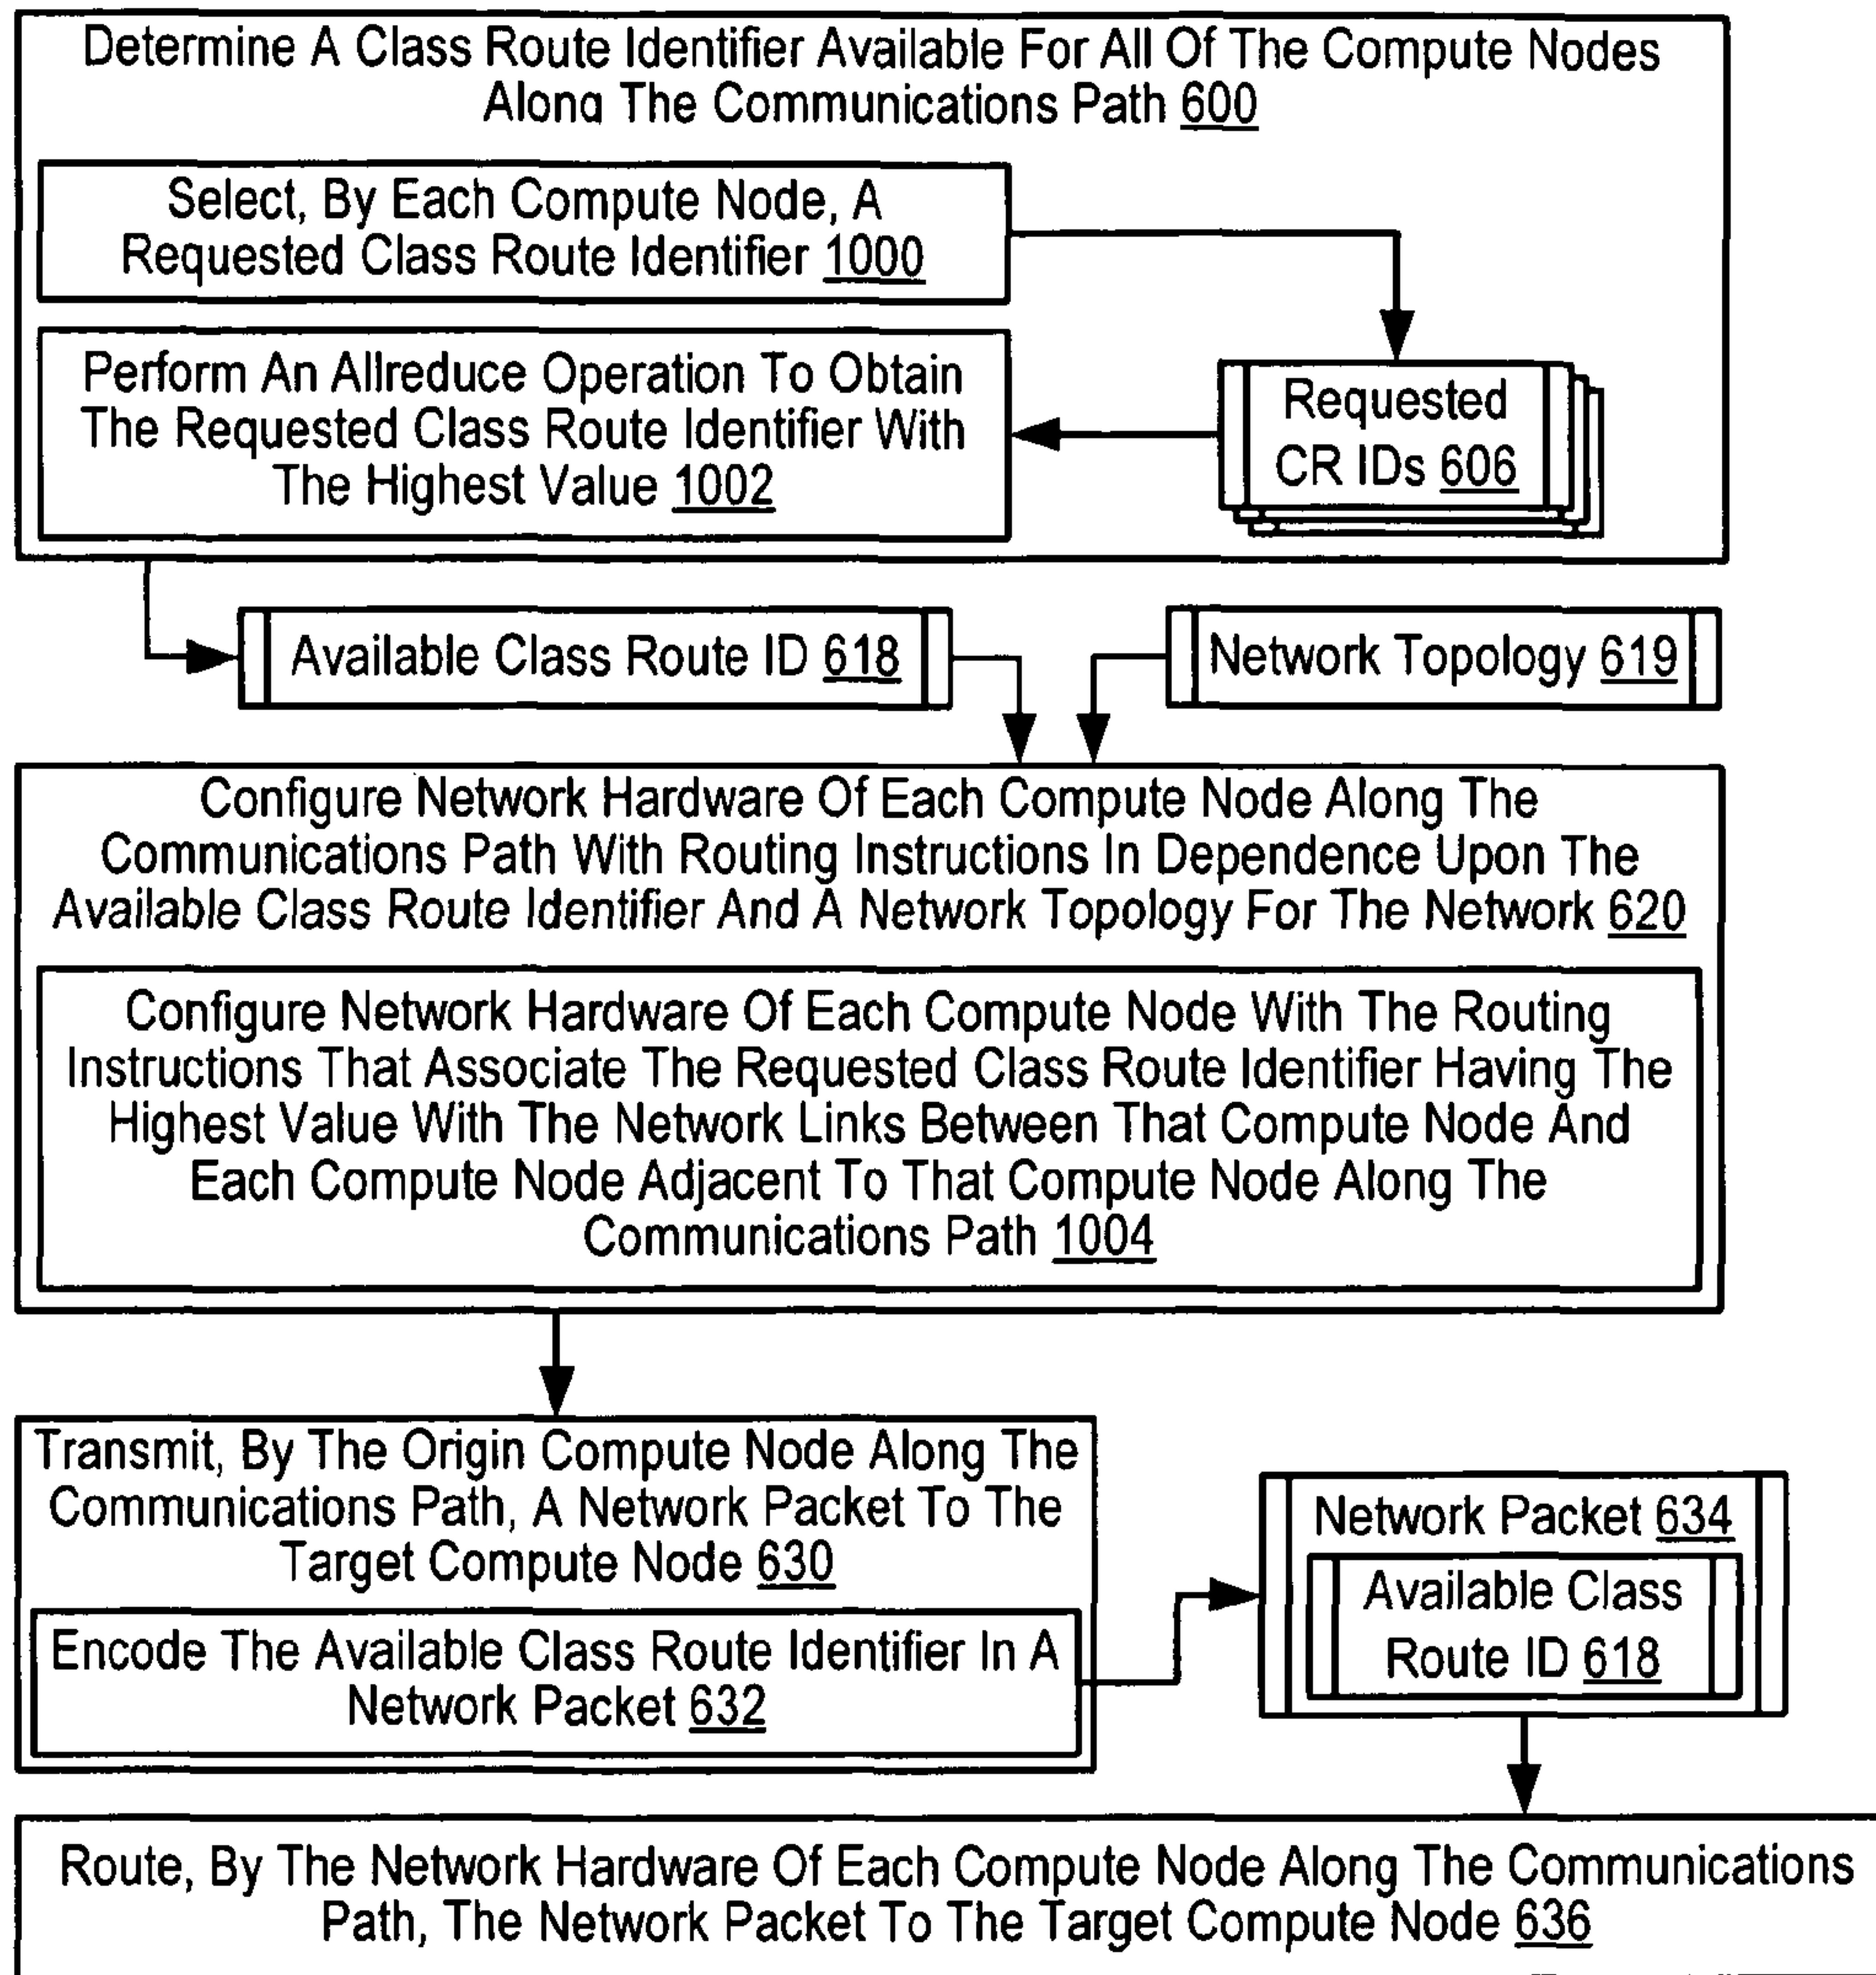 Determine A Class Route Identifier Available For All Of The Compute Nodes
Along The Communications Path 600
Select, By Each Compute Node, A
Requested Class Route Identifier 1000
Perform An Allreduce Operation To Obtain
The Requested Class Route Identifier With
The Highest Value 1002
Requested
CR IDs 606
Available Class Route ID 618
Network Topology 619
Configure Network Hardware Of Each Compute Node Along The
Communications Path With Routing Instructions In Dependence Upon The
Available Class Route Identifier And A Network Topology For The Network 620
Configure Network Hardware Of Each Compute Node With The Routing
Instructions That Associate The Requested Class Route Identifier Having The
Highest Value With The Network Links Between That Compute Node And
Each Compute Node Adjacent To That Compute Node Along The
Communications Path 1004
Transmit, By The Origin Compute Node Along The
Communications Path, A Network Packet To The
Target Compute Node 630
Encode The Available Class Route Identifier In A
Network Packet 632
Network Packet 634
Available Class
Route ID 618
Route, By The Network Hardware Of Each Compute Node Along The Communications
Path, The Network Packet To The Target Compute Node 636